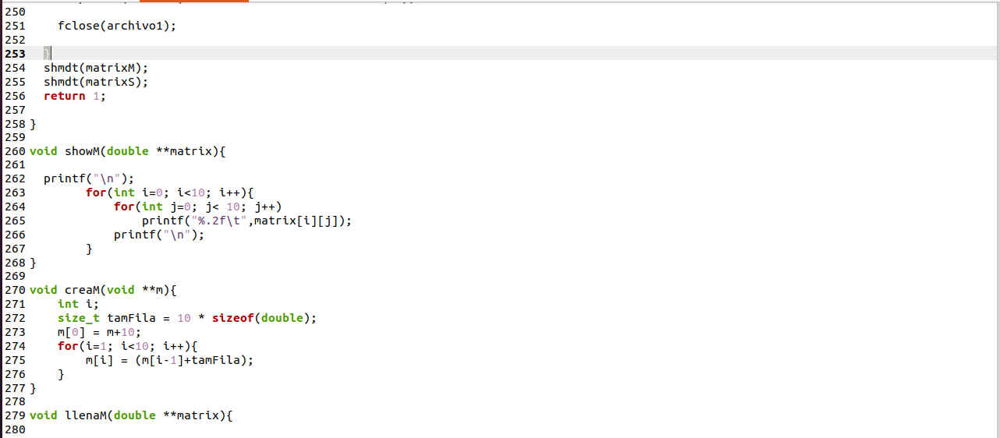 250
251 fclose(archivo1);
252
253 }
254 shmdt(matrixM);
255 shmdt(matrixS);
256 return 1;
257
258 }
259
260 void showM(double **matrix){
261
262 printf("\n");
263 for(int i=0; i<10; i++){
264 for(int j=0; j< 10; j++)
265 printf("%.2f\t",matrix[i][j]);
266 printf("\n");
267 }
268 }
269
270 void creaM(void **m){
271 int i;
272 size_t tamFila = 10 * sizeof(double);
273 m[0] = m+10;
274 for(i=1; i<10; i++){
275 m[i] = (m[i-1]+tamFila);
276 }
277 }
278
279 void llenaM(double **matrix){
280